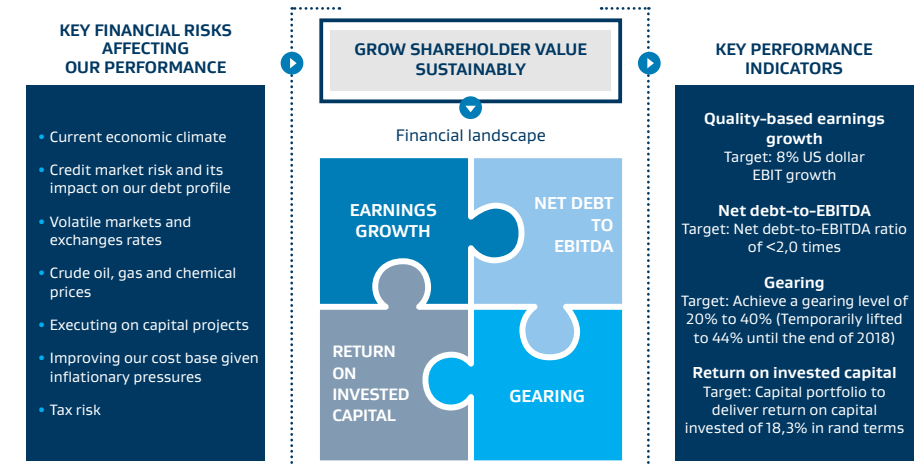 KEY FINANCIAL RISKS
AFFECTING
OUR PERFORMANCE
• Current economic climate
• Credit market risk and its
impact on our debt profile
• Volatile markets and
exchanges rates
• Crude oil, gas and chemical
prices
• Executing on capital projects
• Improving our cost base given
inflationary pressures
• Tax risk
GROW SHAREHOLDER VALUE
SUSTAINABLY
Financial landscape
EARNINGS
GROWTH
NET DEBT
TO
EBITDA
RETURN
ON
INVESTED
CAPITAL
GEARING
KEY PERFORMANCE
INDICATORS
Quality-based earnings
growth
Target: 8% US dollar
EBIT growth
Net debt-to-EBITDA
Target: Net debt-to-EBITDA ratio
of <2,0 times
Gearing
Target: Achieve a gearing level of
20% to 40% (Temporarily lifted
to 44% until the end of 2018)
Return on invested capital
Target: Capital portfolio to
deliver return on capital
invested of 18,3% in rand terms